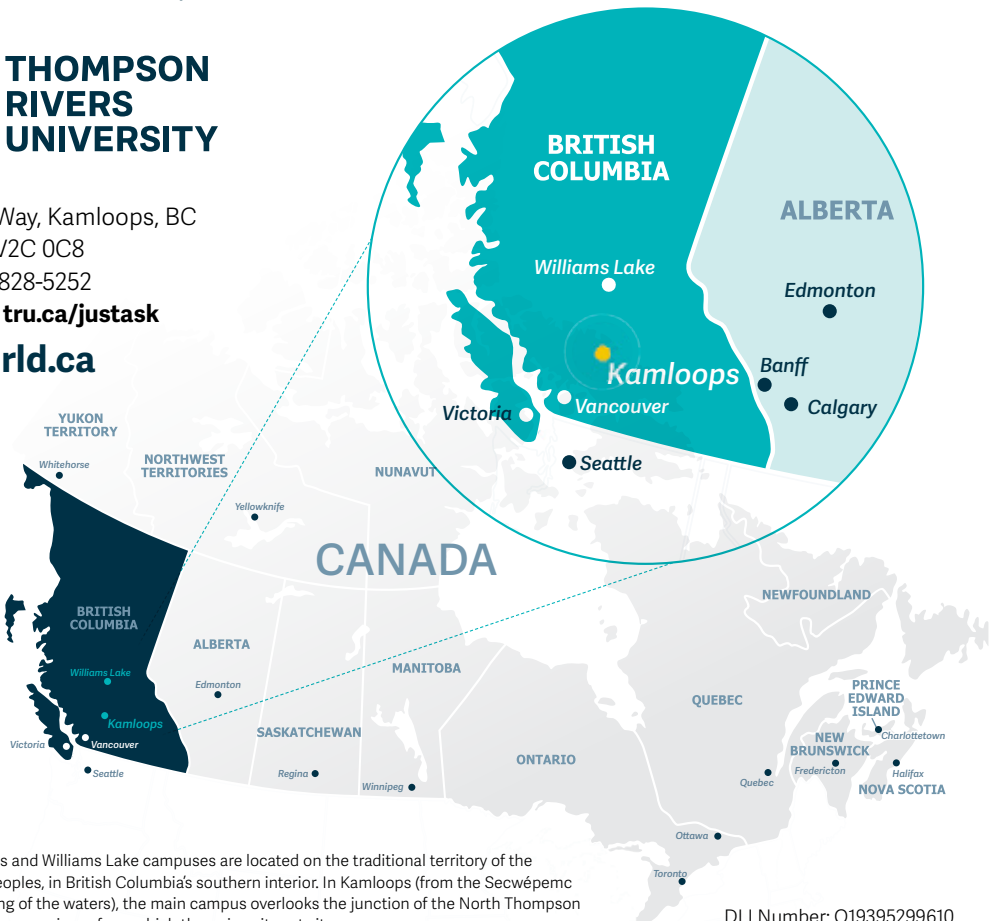 THOMPSON
RIVERS
UNIVERSITY
Way, Kamloops, BC
V2C 0C8
828-5252
tru.ca/justask
rld.ca
BRITISH
COLUMBIA
ALBERTA
Williams Lake
Edmonton
Kamloops
Banff
Calgary
Victoria
Vancouver
Seattle
YUKON
TERRITORY
Whitehorse
NORTHWEST
TERRITORIES
NUNAVUT
Yellowknife
CANADA
BRITISH
COLUMBIA
Williams Lake
Kamloops
Victoria
Vancouver
Seattle
ALBERTA
Edmonton
SASKATCHEWAN
Regina
MANITOBA
Winnipeg
ONTARIO
Ottawa
Toronto
QUEBEC
Quebec
NEWFOUNDLAND
PRINCE
EDWARD
ISLAND
Charlottetown
NEW
BRUNSWICK
Fredericton
Halifax
NOVA SCOTIA
s and Williams Lake campuses are located on the traditional territory of the
eoples, in British Columbia's southern interior. In Kamloops (from the Secwépemc
ng of the waters), the main campus overlooks the junction of the North Thompson
DLI Number: O19395299610